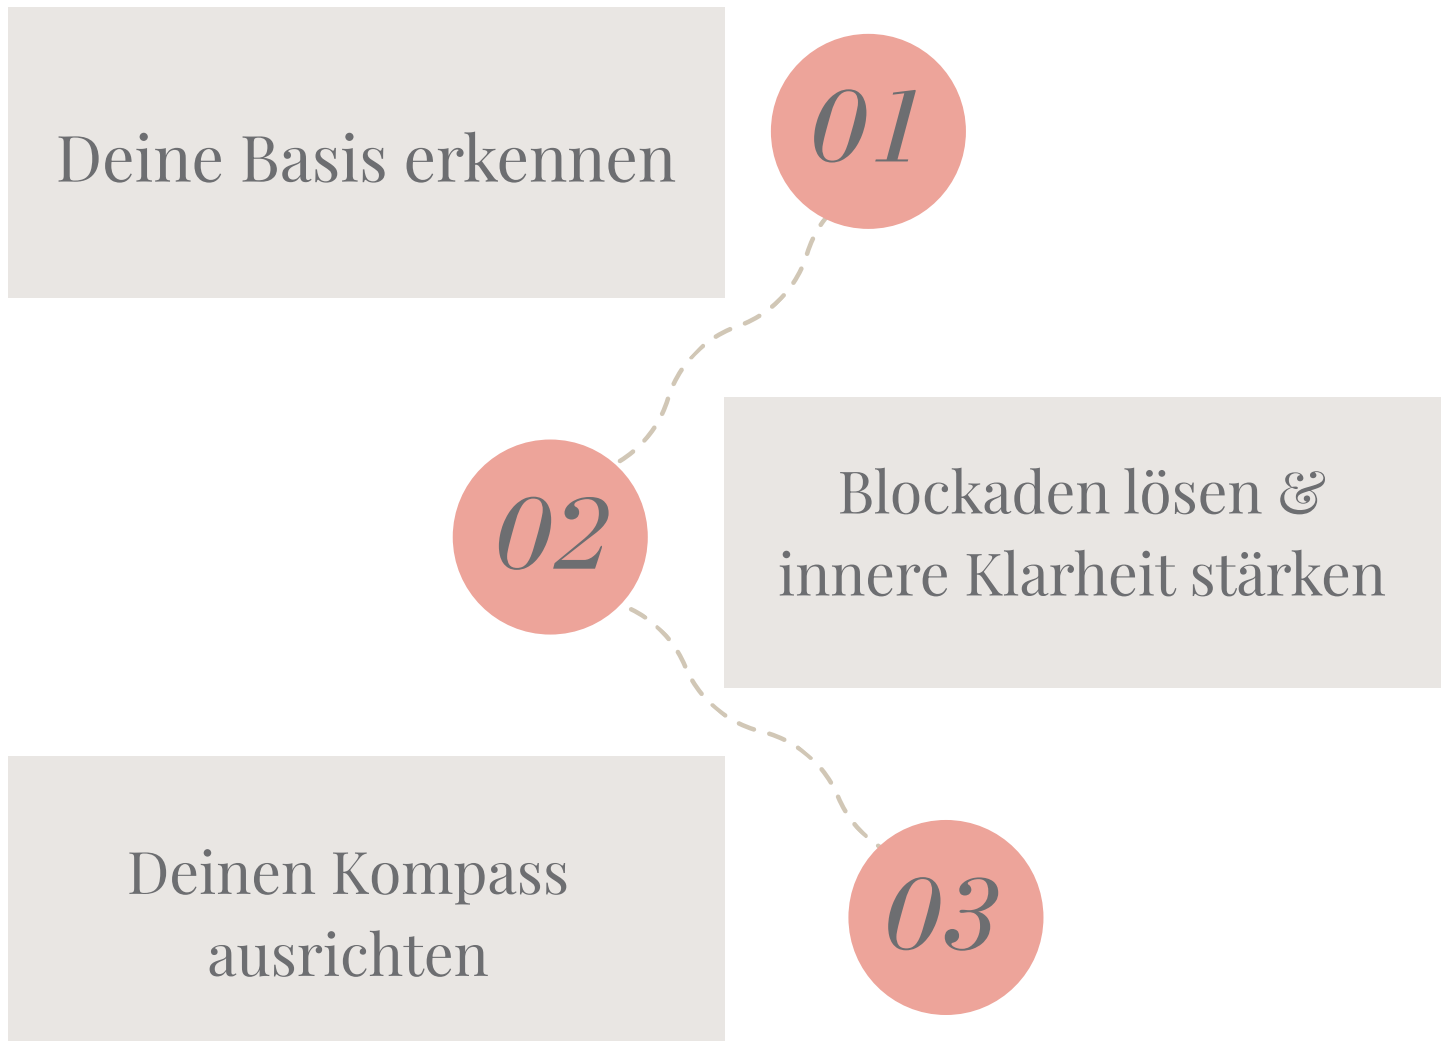 Deine Basis erkennen
01
02
Blockaden lösen &
innere Klarheit stärken
Deinen Kompass
ausrichten
03